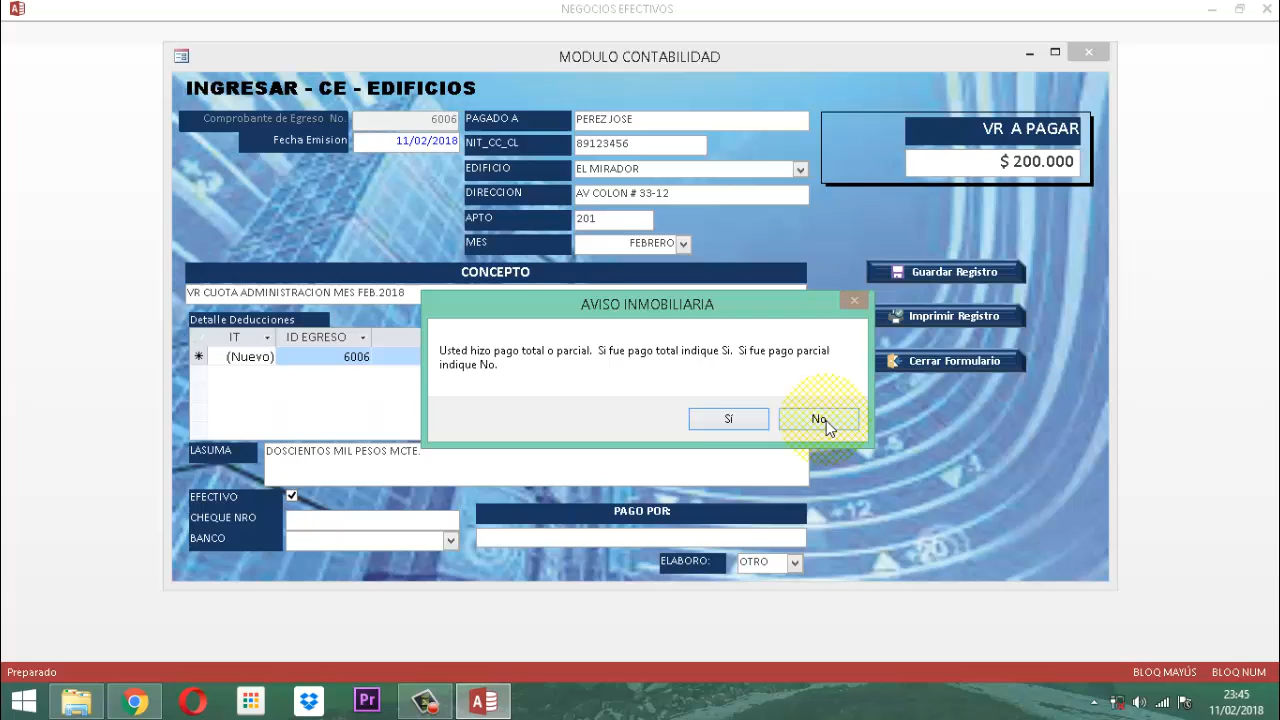 NEGOCIOS EFECTIVOS
MODULO CONTABILIDAD
INGRESAR - CE - EDIFICIOS
Comprobante de Egreso No. 6006
Fecha Emision 11/02/2018
PAGADO A PEREZ JOSE
NIT_CC_CL 89123456
EDIFICIO EL MIRADOR
DIRECCION AV COLON # 33-12
APTO 201
MES FEBRERO
VR A PAGAR
$ 200.000
CONCEPTO
VR CUOTA ADMINISTRACION MES FEB.2018
Guardar Registro
Imprimir Registro
Cerrar Formulario
Detalle Deducciones
IT ID EGRESO
(Nuevo) 6006
AVISO INMOBILIARIA
Usted hizo pago total o parcial. Si fue pago total indique Si. Si fue pago parcial
indique No.
Sí No
LASUMA DOSCIENTOS MIL PESOS MCTE.
EFECTIVO
CHEQUE NRO
BANCO
PAGO POR:
ELABORO: OTRO
+12
+20
Preparado
BLOQ MAYÚS BLOQ NUM
Pr
23:45
11/02/2018